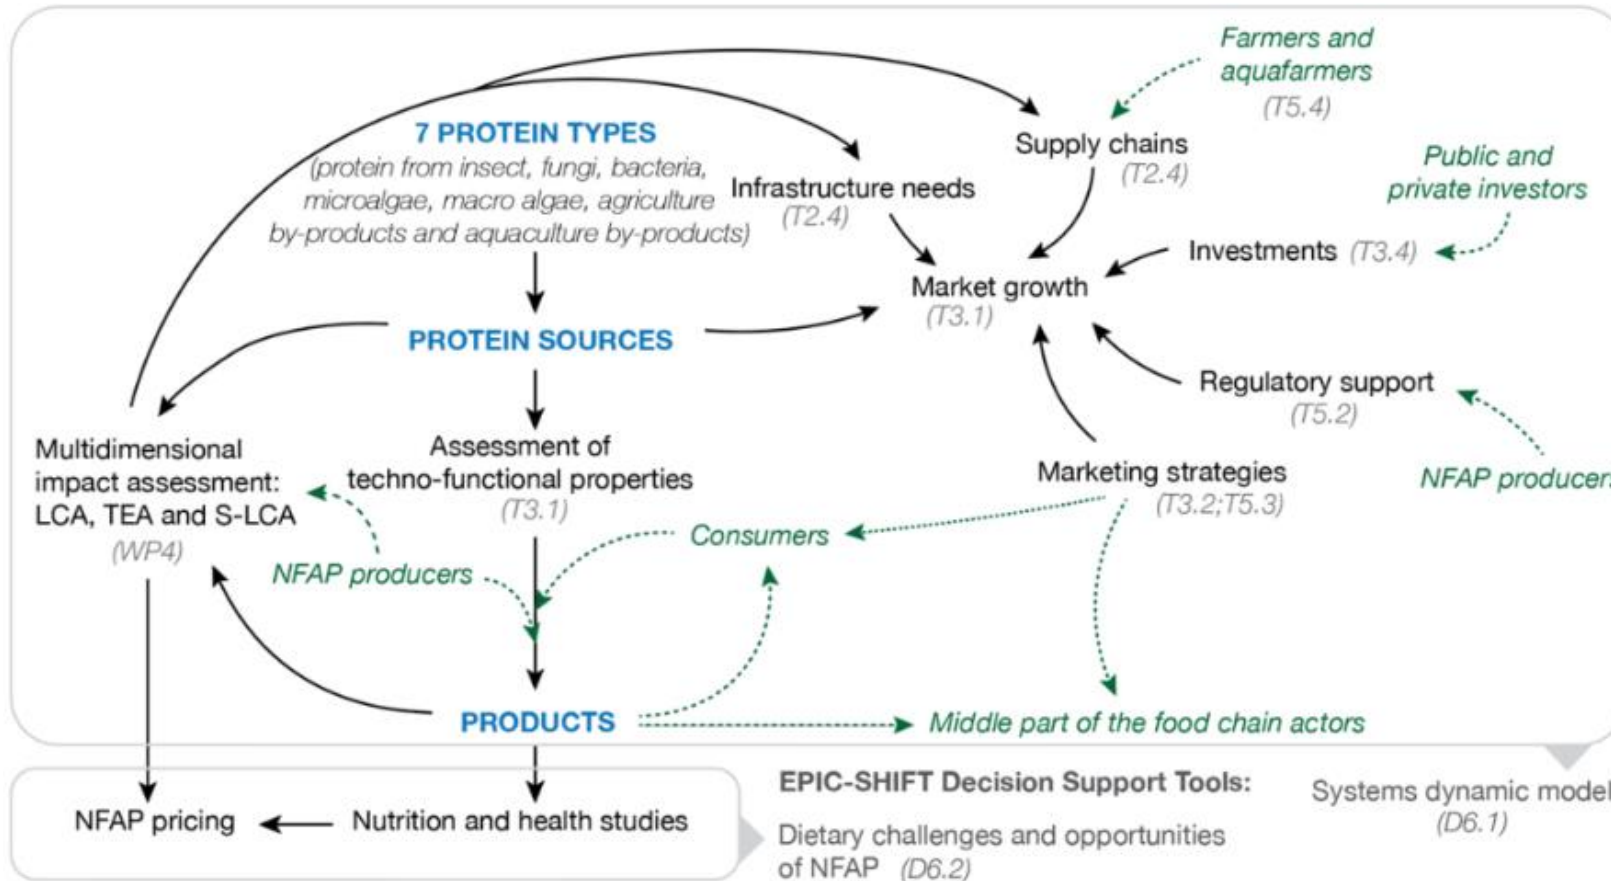 Farmers and
aquafarmers
(T5.4)
7 PROTEIN TYPES
(protein from insect, fungi, bacteria,
microalgae, macro algae, agriculture
by-products and aquaculture by-products)
Infrastructure needs
(T2.4)
Supply chains
(T2.4)
Public and
private investors
Investments (T3.4)
Market growth
(T3.1)
PROTEIN SOURCES
Regulatory support
(T5.2)
Multidimensional
impact assessment:
LCA, TEA and S-LCA
(WP4)
Assessment of
techno-functional properties
(T3.1)
Marketing strategies
(T3.2;T5.3)
NFAP producers
Consumers
NFAP producers
PRODUCTS
Middle part of the food chain actors
EPIC-SHIFT Decision Support Tools:
Systems dynamic model
(D6.1)
NFAP pricing
Nutrition and health studies
Dietary challenges and opportunities
of NFAP (D6.2)